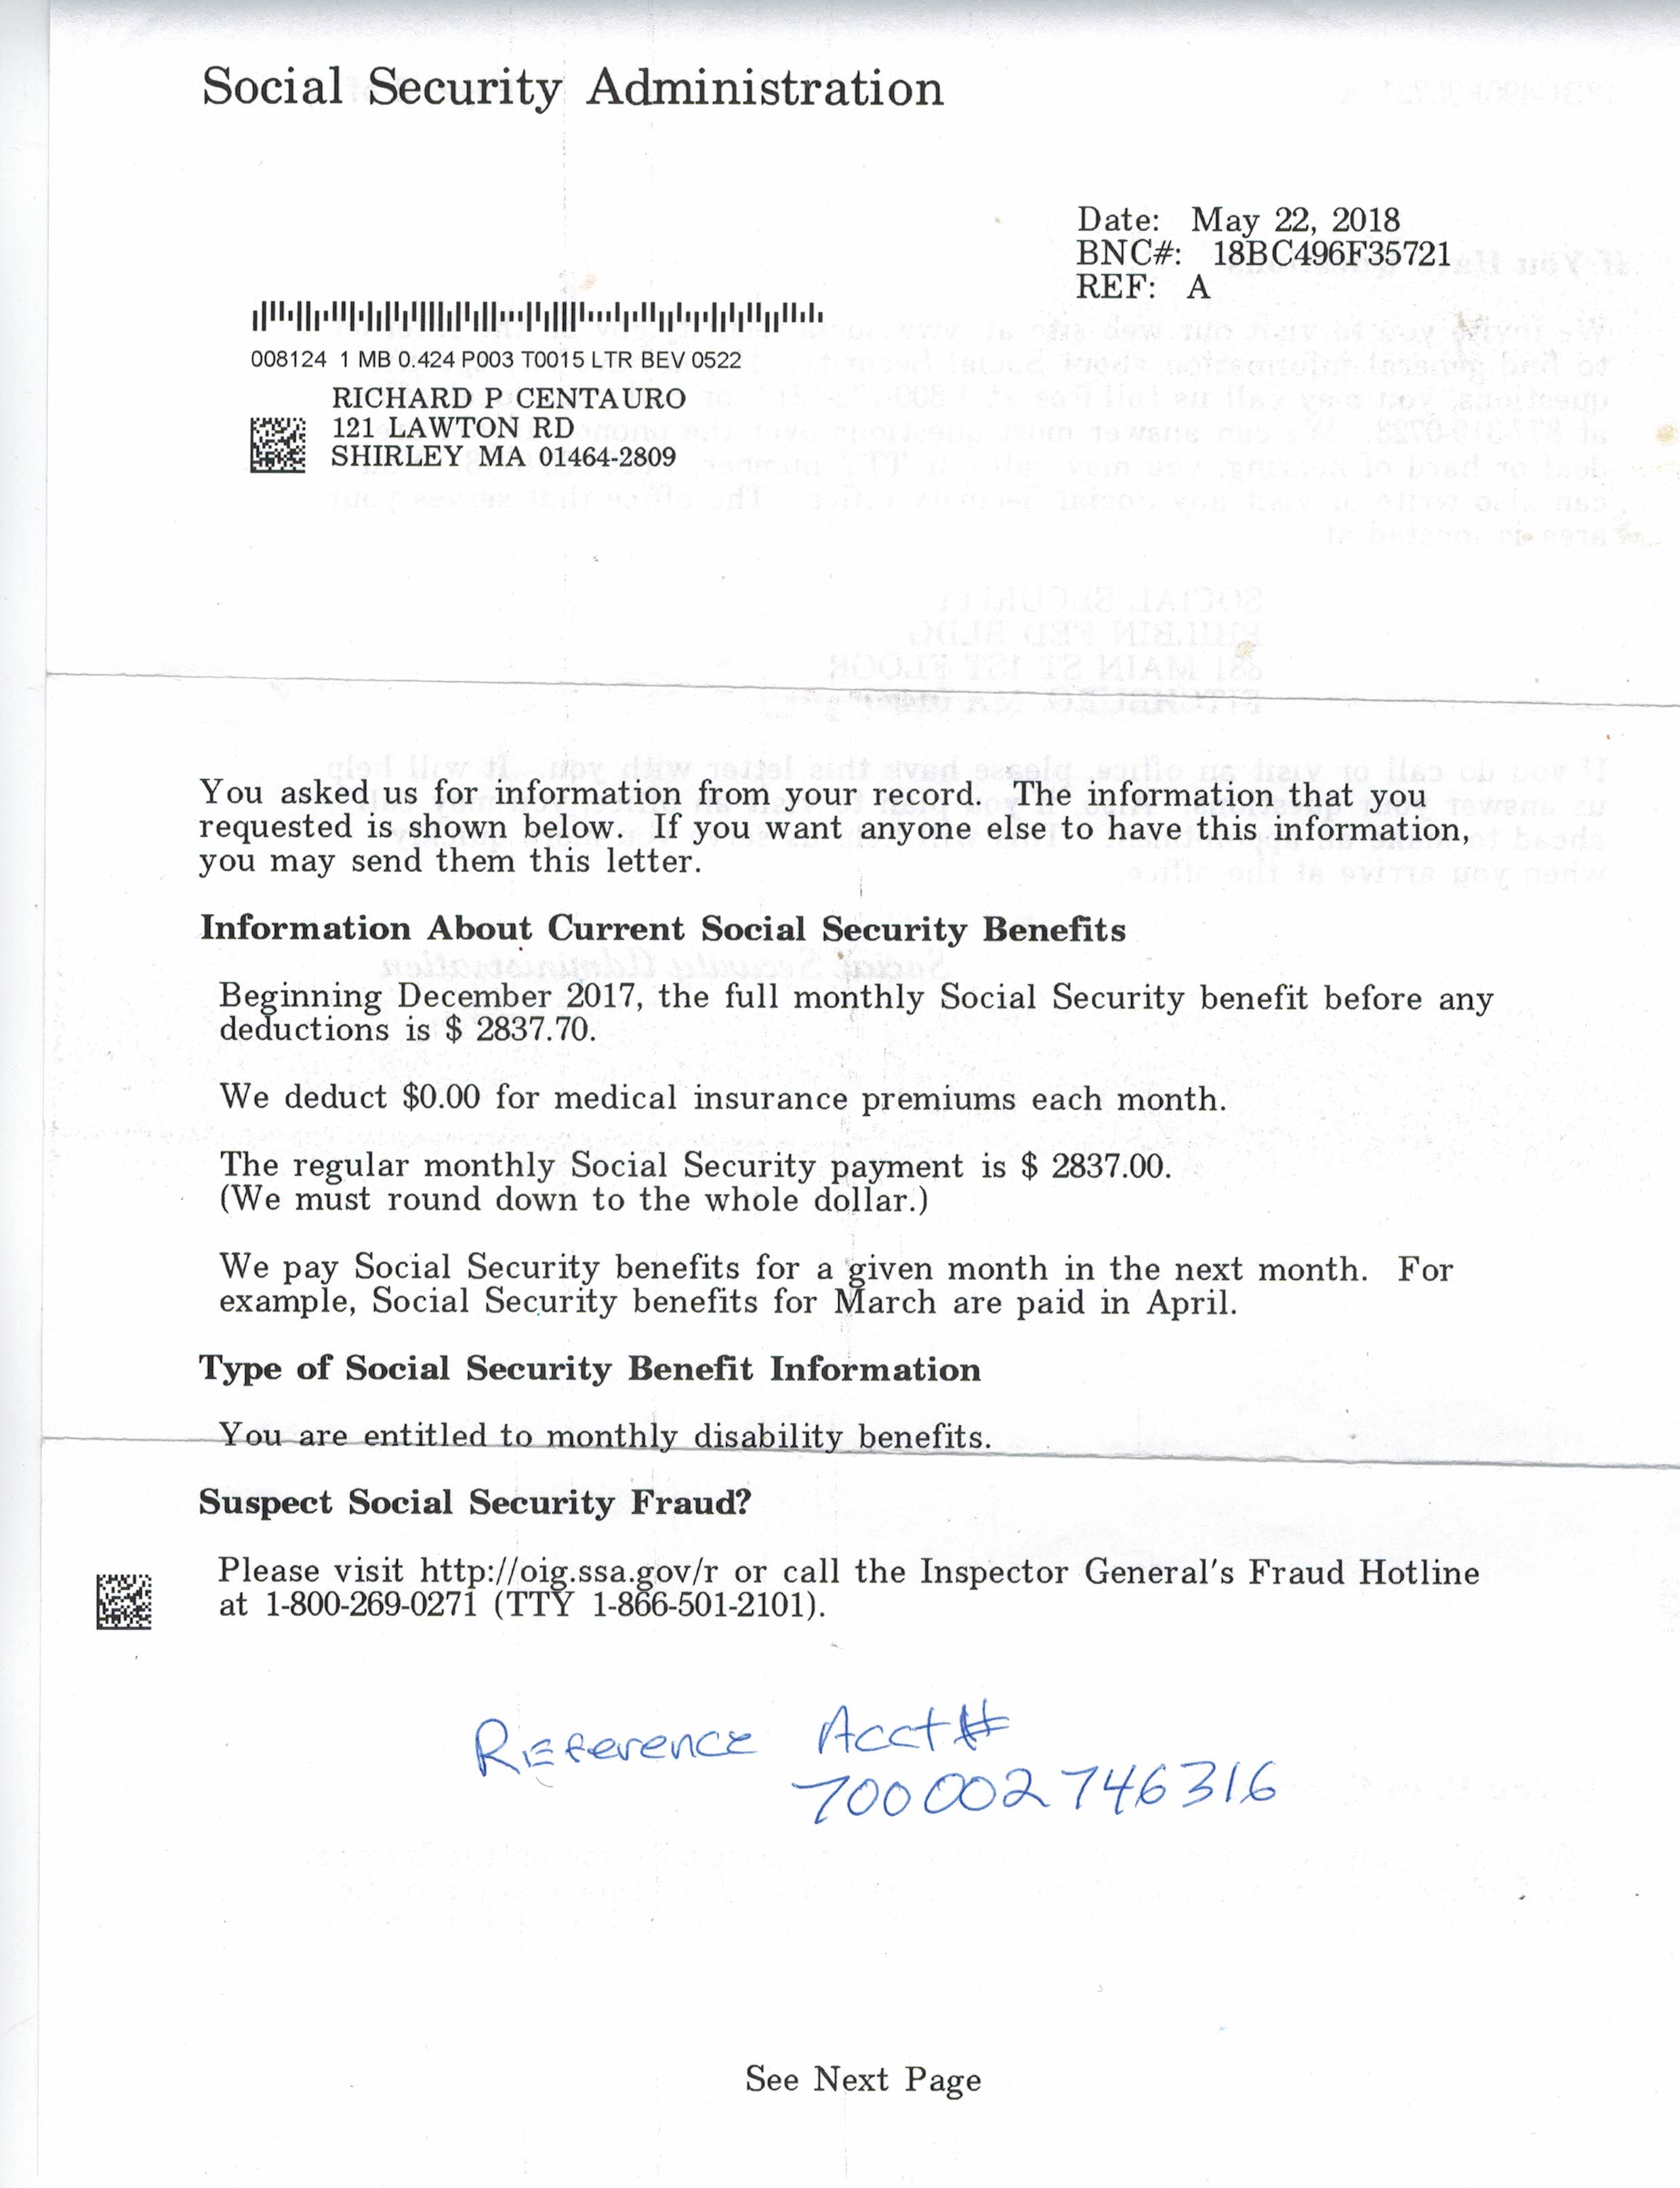 Social Security Administration
Date: May 22, 2018
BNC#: 18BC496F35721
REF: A
008124 1 MB 0.424 P003 T0015 LTR BEV 0522
RICHARD P CENTAURO
121 LAWTON RD
SHIRLEY MA 01464-2809
You asked us for information from your record. The information that you
requested is shown below. If you want anyone else to have this information,
you may send them this letter.
Information About Current Social Security Benefits
Beginning December 2017, the full monthly Social Security benefit before any
deductions is $ 2837.70.
We deduct $0.00 for medical insurance premiums each month.
The regular monthly Social Security payment is $ 2837.00.
(We must round down to the whole dollar.)
We pay Social Security benefits for a given month in the next month. For
example, Social Security benefits for March are paid in April.
Type of Social Security Benefit Information
You are entitled to monthly disability benefits.
Suspect Social Security Fraud?
Please visit http://oig.ssa.gov/r or call the Inspector General's Fraud Hotline
at 1-800-269-0271 (TTY 1-866-501-2101).
Reference Acct#
700002746316
See Next Page